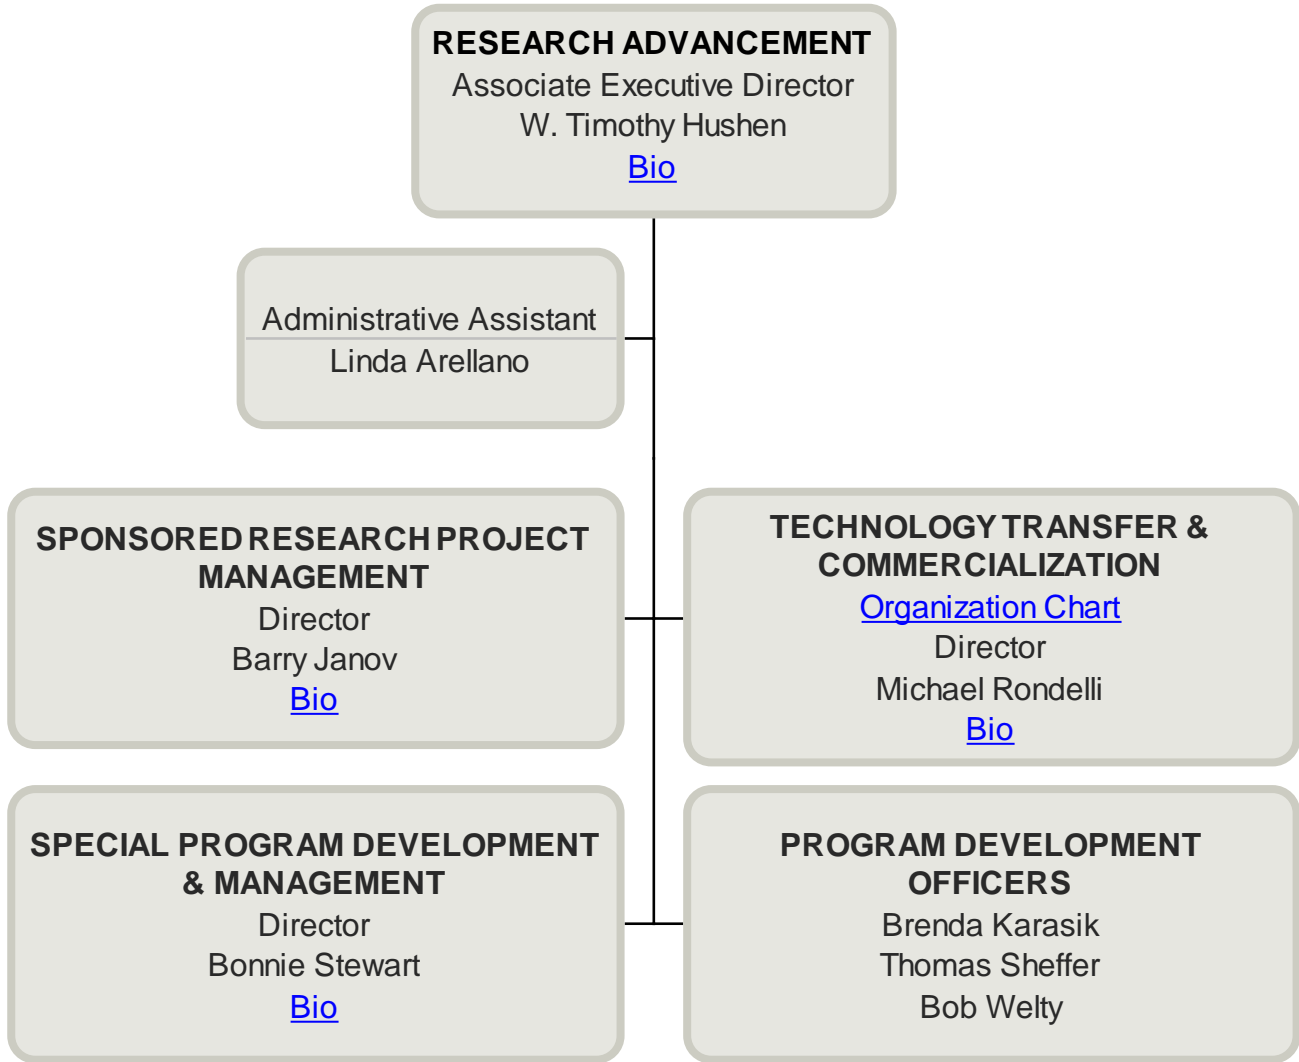 RESEARCH ADVANCEMENT
Associate Executive Director
W. Timothy Hushen
Bio
Administrative Assistant
Linda Arellano
SPONSORED RESEARCH PROJECT
MANAGEMENT
Director
Barry Janov
Bio
TECHNOLOGY TRANSFER &
COMMERCIALIZATION
Organization Chart
Director
Michael Rondelli
Bio
SPECIAL PROGRAM DEVELOPMENT
& MANAGEMENT
Director
Bonnie Stewart
Bio
PROGRAM DEVELOPMENT
OFFICERS
Brenda Karasik
Thomas Sheffer
Bob Welty